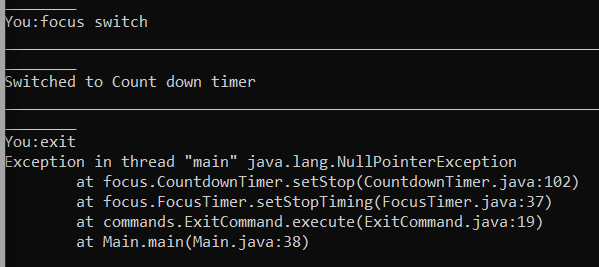 You:focus switch
Switched to Count down timer
You:exit
Exception in thread "main" java.lang.NullPointerException
at focus.CountdownTimer.setStop(CountdownTimer.java:102)
at focus.FocusTimer.setStopTiming(FocusTimer.java:37)
at commands.ExitCommand.execute(ExitCommand.java:19)
at Main.main(Main.java:38)